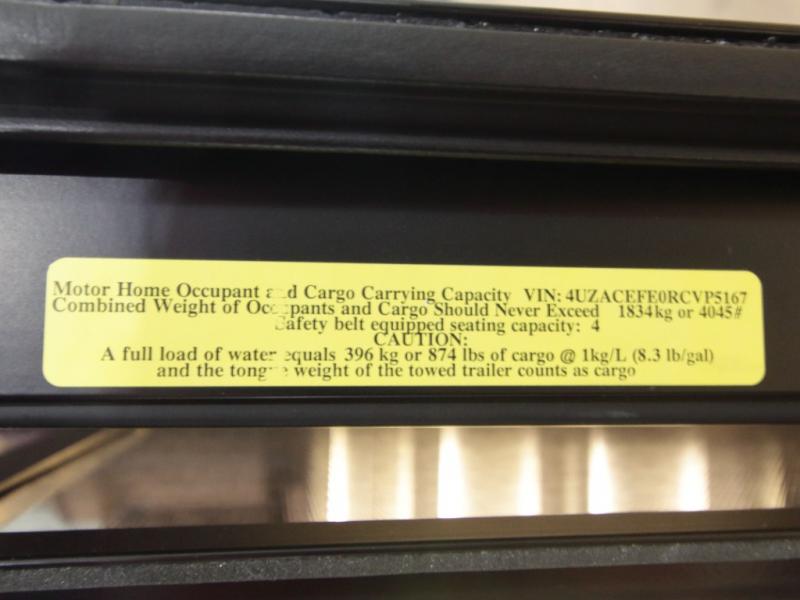 Motor Home Occupant and Cargo Carrying Capacity VIN: 4UZACEFE0RCVP5167
Combined Weight of Occupants and Cargo Should Never Exceed 1834kg or 4045#
Safety belt equipped seating capacity: 4
CAUTION:
A full load of water equals 396 kg or 874 lbs of cargo @ 1kg/L (8.3 lb/gal)
and the tongue weight of the towed trailer counts as cargo